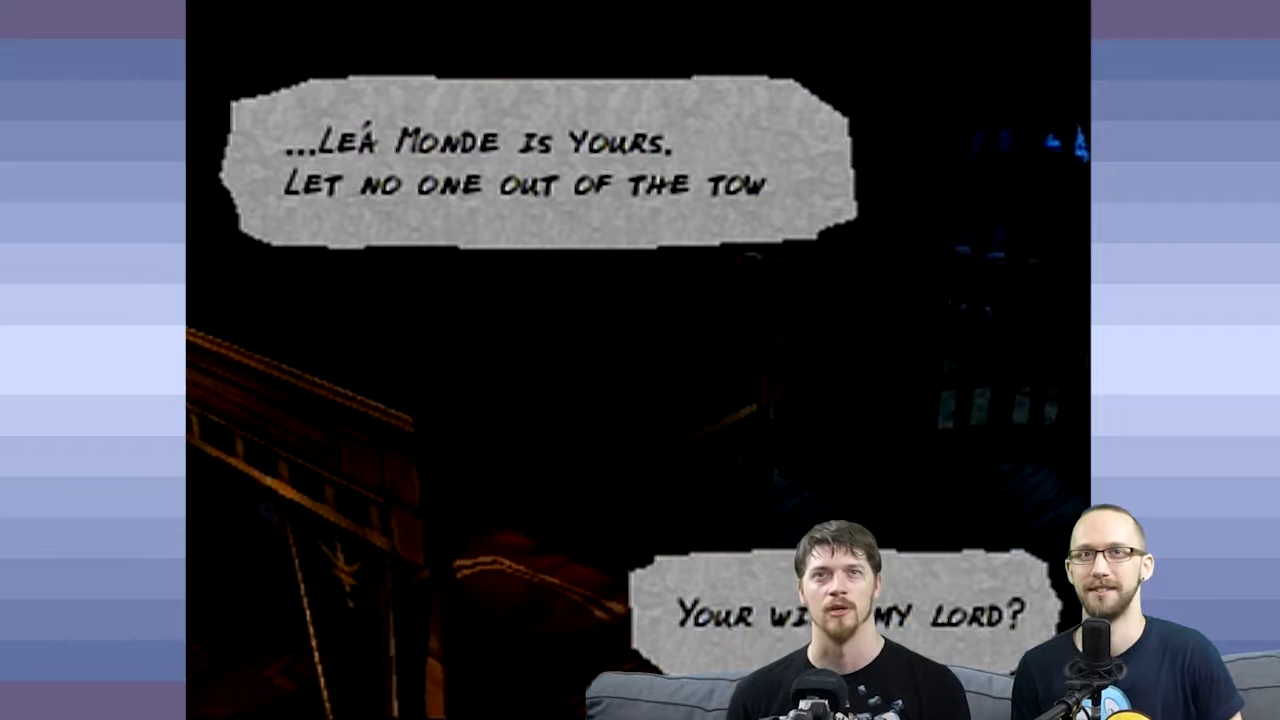 ...LEÁ MONDE IS YOURS.
LET NO ONE OUT OF THE TOW
YOUR MY LORD?